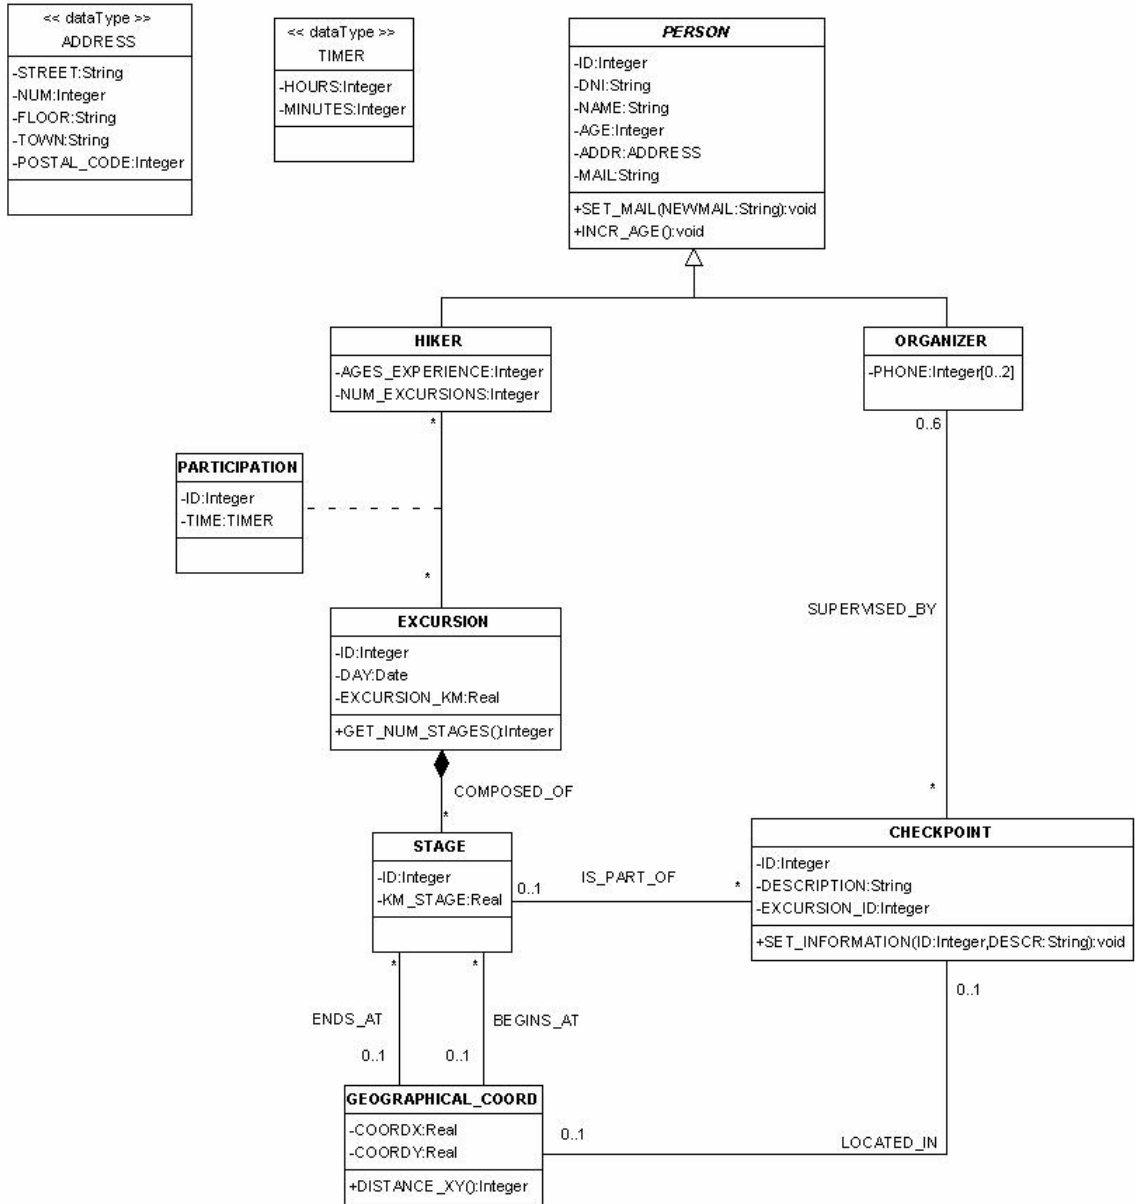 << dataType >>
ADDRESS
-STREET:String
-NUM:Integer
-FLOOR:String
-TOWN:String
-POSTAL_CODE:Integer
<< dataType >>
TIMER
-HOURS:Integer
-MINUTES:Integer
PERSON
-ID:Integer
-DNI:String
-NAME:String
-AGE:Integer
-ADDR:ADDRESS
-MAIL:String
+SET_MAIL(NEWMAIL:String):void
+INCR_AGE():void
HIKER
-AGES_EXPERIENCE:Integer
-NUM_EXCURSIONS:Integer
*
ORGANIZER
-PHONE:Integer[0..2]
0..6
PARTICIPATION
-ID:Integer
-TIME:TIMER
*
SUPERVISED_BY
EXCURSION
-ID:Integer
-DAY:Date
-EXCURSION_KM:Real
+GET_NUM_STAGES():Integer
COMPOSED_OF
*
*
STAGE
-ID:Integer
-KM_STAGE:Real
0..1
IS_PART_OF
*
CHECKPOINT
-ID:Integer
-DESCRIPTION:String
-EXCURSION_ID:Integer
+SET_INFORMATION(ID:Integer,DESCR:String):void
*
*
0..1
ENDS_AT
BEGINS_AT
0..1
0..1
GEOGRAPHICAL_COORD
-COORDX:Real
-COORDY:Real
+DISTANCE_XY():Integer
0..1
LOCATED_IN